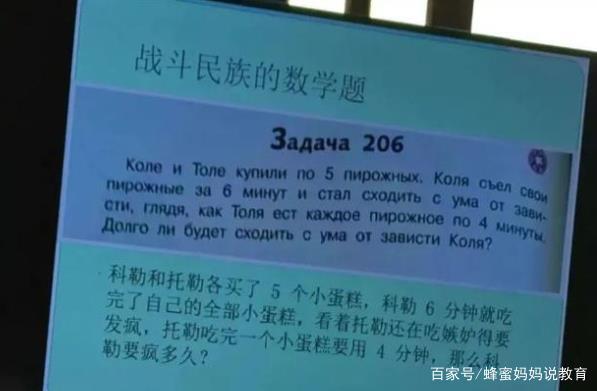 战斗民族的数学题
Задача 206
Коле и Толе купили по 5 пирожных. Коля съел свои
пирожные за 6 минут и стал сходить с ума от зави-
сти, глядя, как Толя ест каждое пирожное по 4 минуты.
Долго ли будет сходить с ума от зависти Коля?
科勒和托勒各买了 5 个小蛋糕，科勒 6 分钟就吃
完了自己的全部小蛋糕，看着托勒还在吃嫉妒得要
发疯，托勒吃完一个小蛋糕要用 4 分钟，那么科
勒要疯多久？
百家号/蜂蜜妈妈说教育